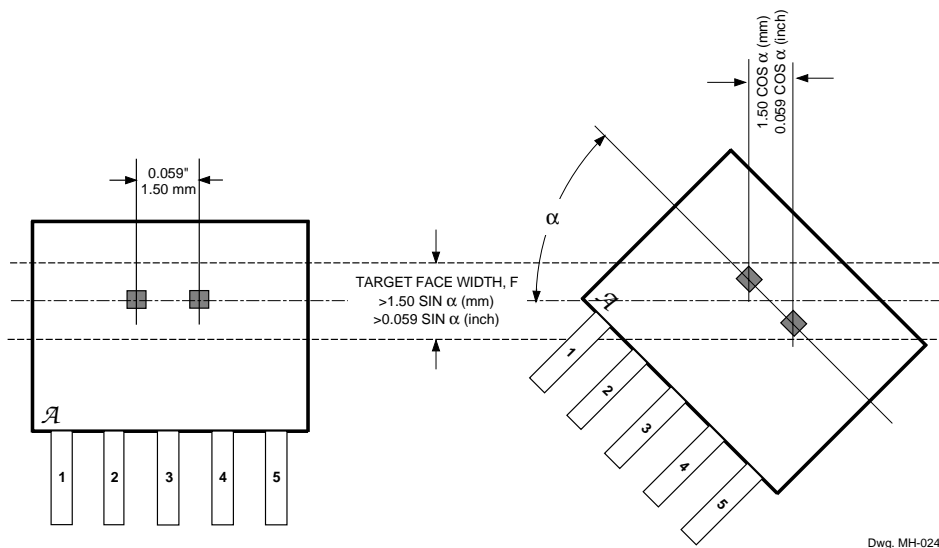 0.059"
1.50 mm
A
1 2 3 4 5
TARGET FACE WIDTH, F
>1.50 SIN α (mm)
>0.059 SIN α (inch)
1.50 COS α (mm)
0.059 COS α (inch)
α
A
1
2
3
4
5
Dwg. MH-024